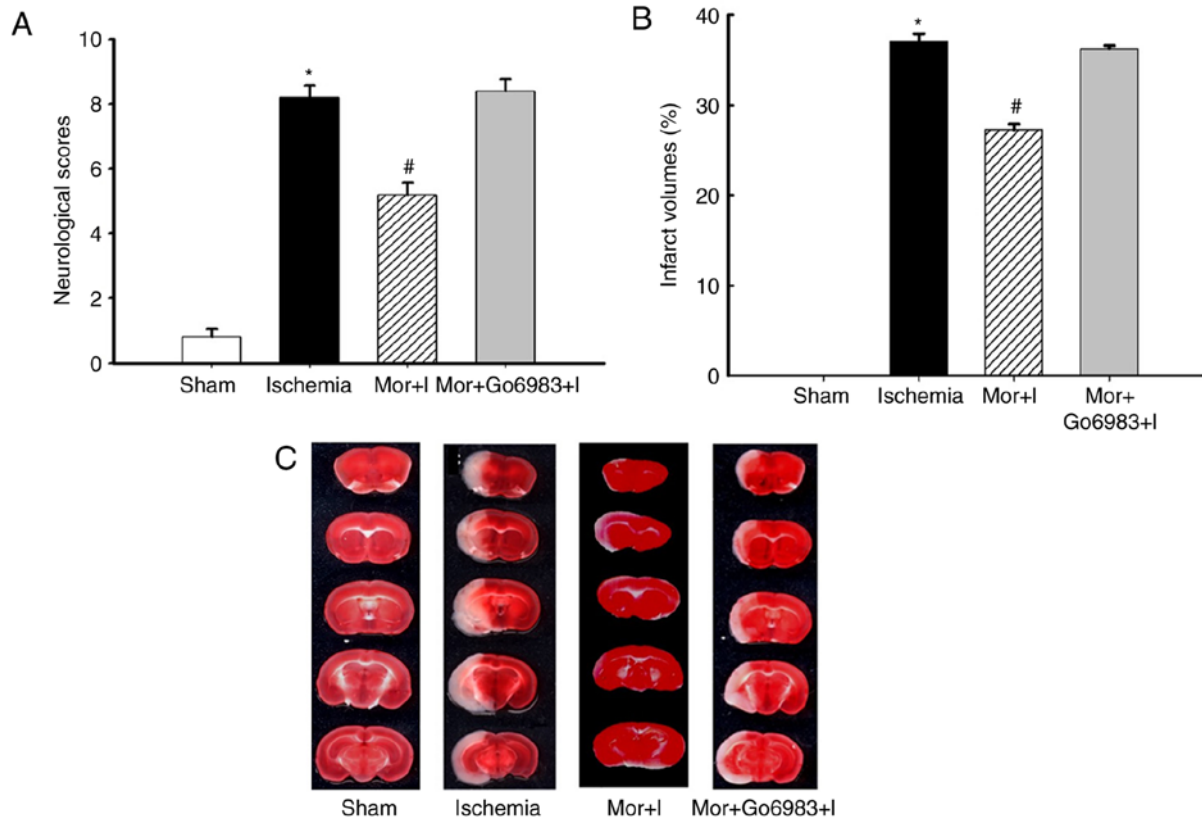 A
Neurological scores
10
8
6
4
2
0
*
#
Sham Ischemia Mor+I Mor+Go6983+I
B
Infarct volumes (%)
40
30
20
10
0
*
#
Sham Ischemia Mor+I Mor+
Go6983+I
C
Sham Ischemia Mor+I Mor+Go6983+I